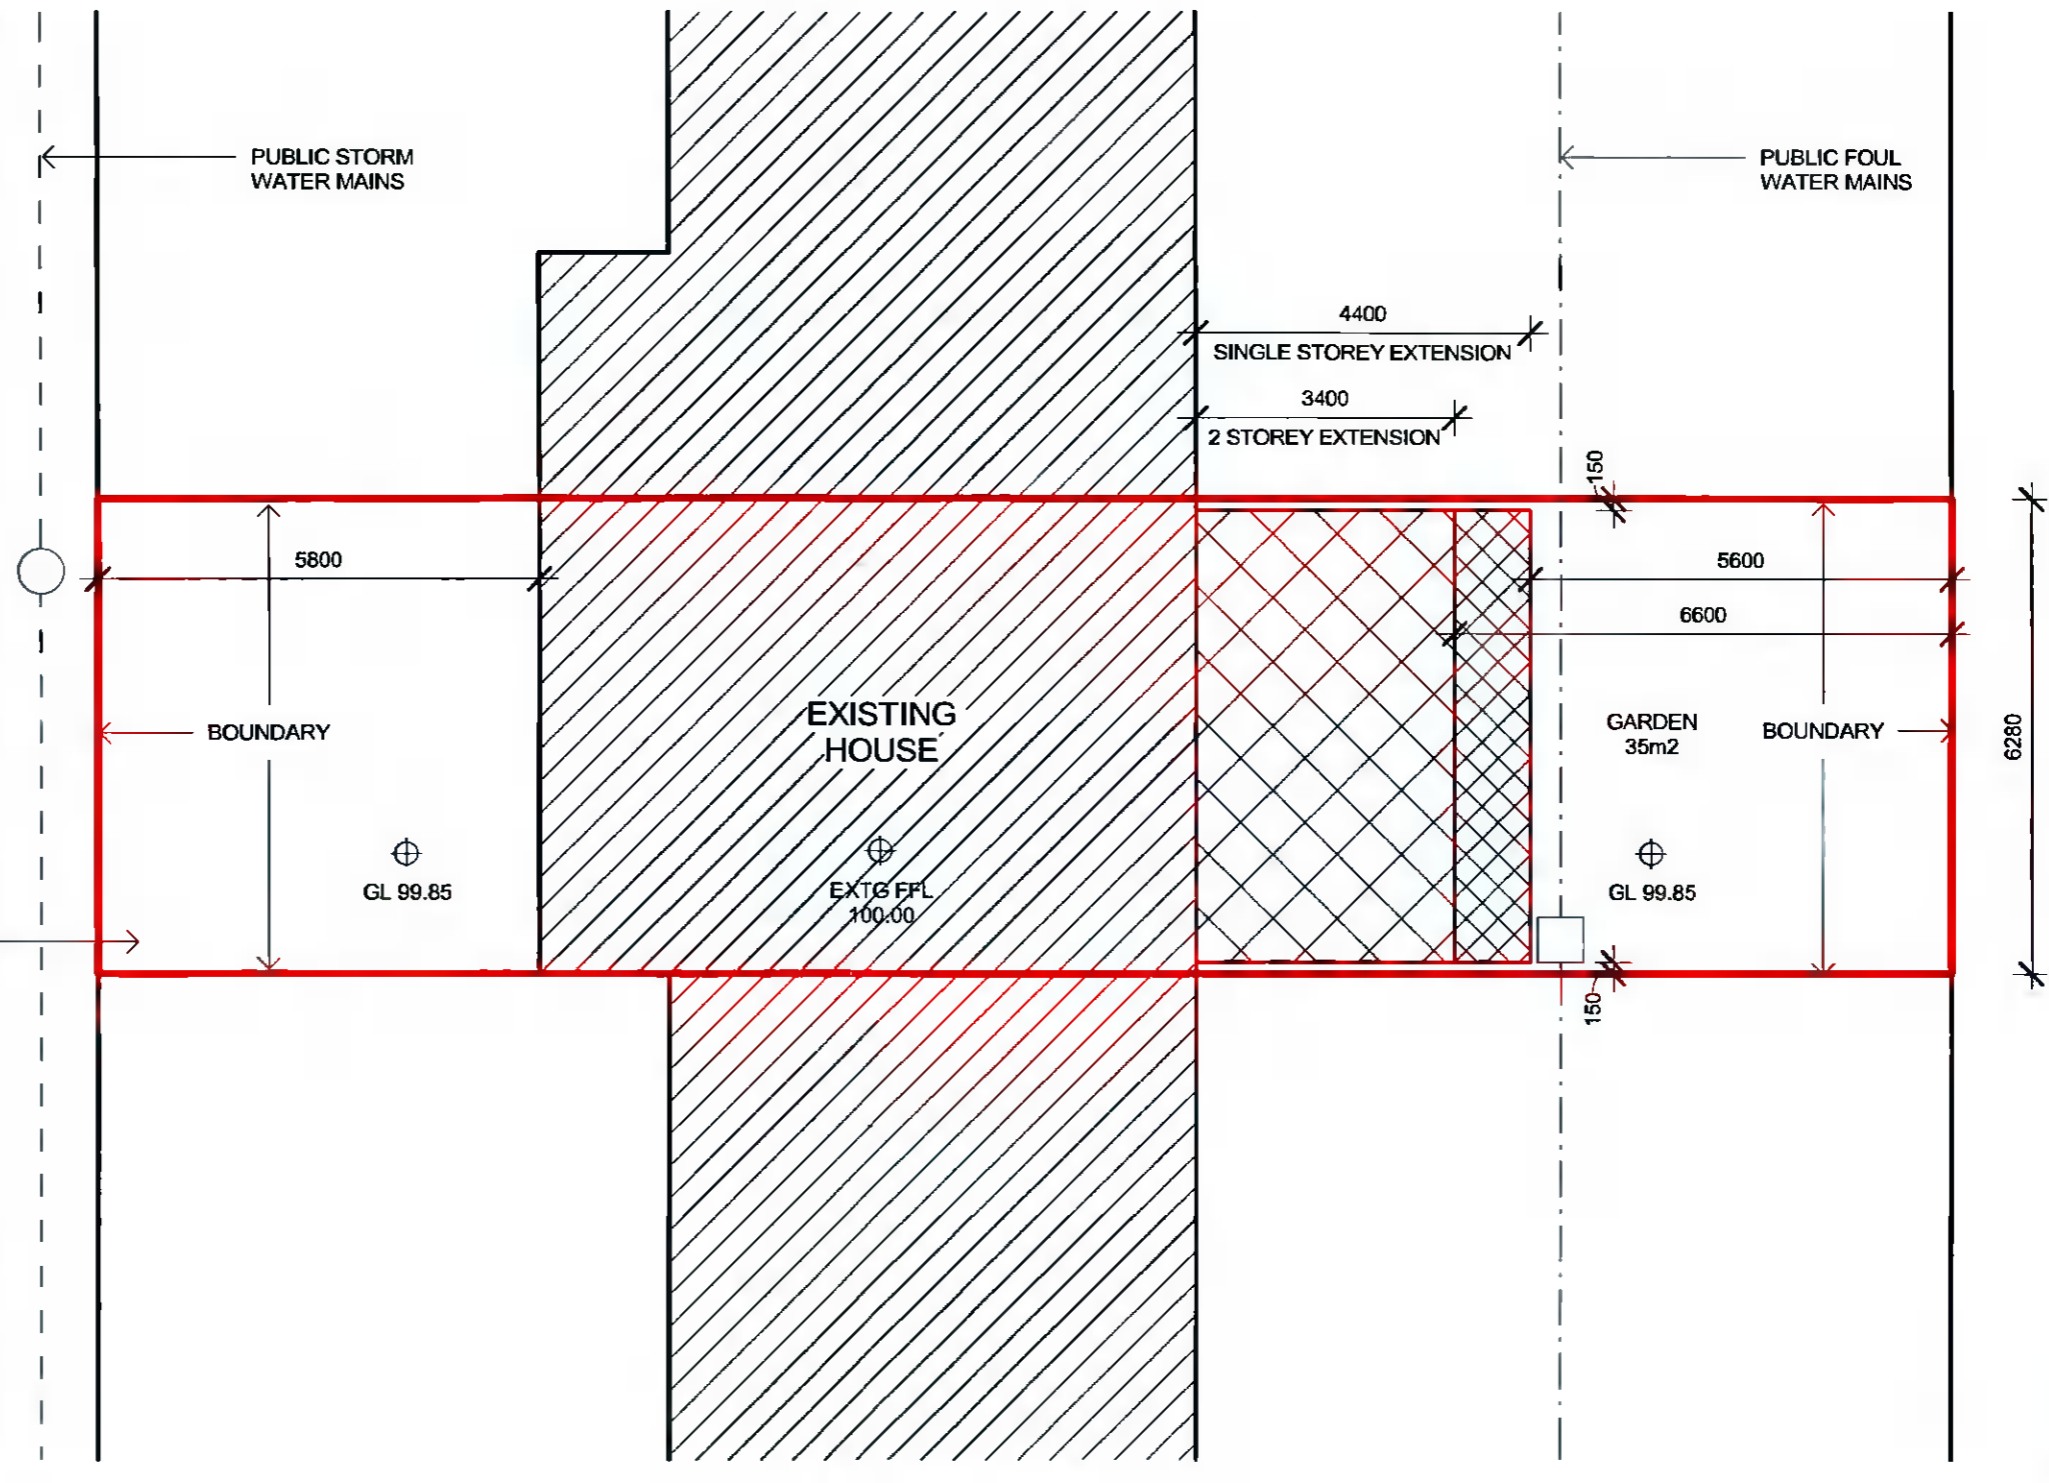 PUBLIC STORM
WATER MAINS
PUBLIC FOUL
WATER MAINS
4400
SINGLE STOREY EXTENSION
3400
2 STOREY EXTENSION
150
5800
5600
6600
EXISTING
HOUSE
GARDEN
35m2
BOUNDARY
BOUNDARY
6280
GL 99.85
EXTG FFL
100.00
GL 99.85
150